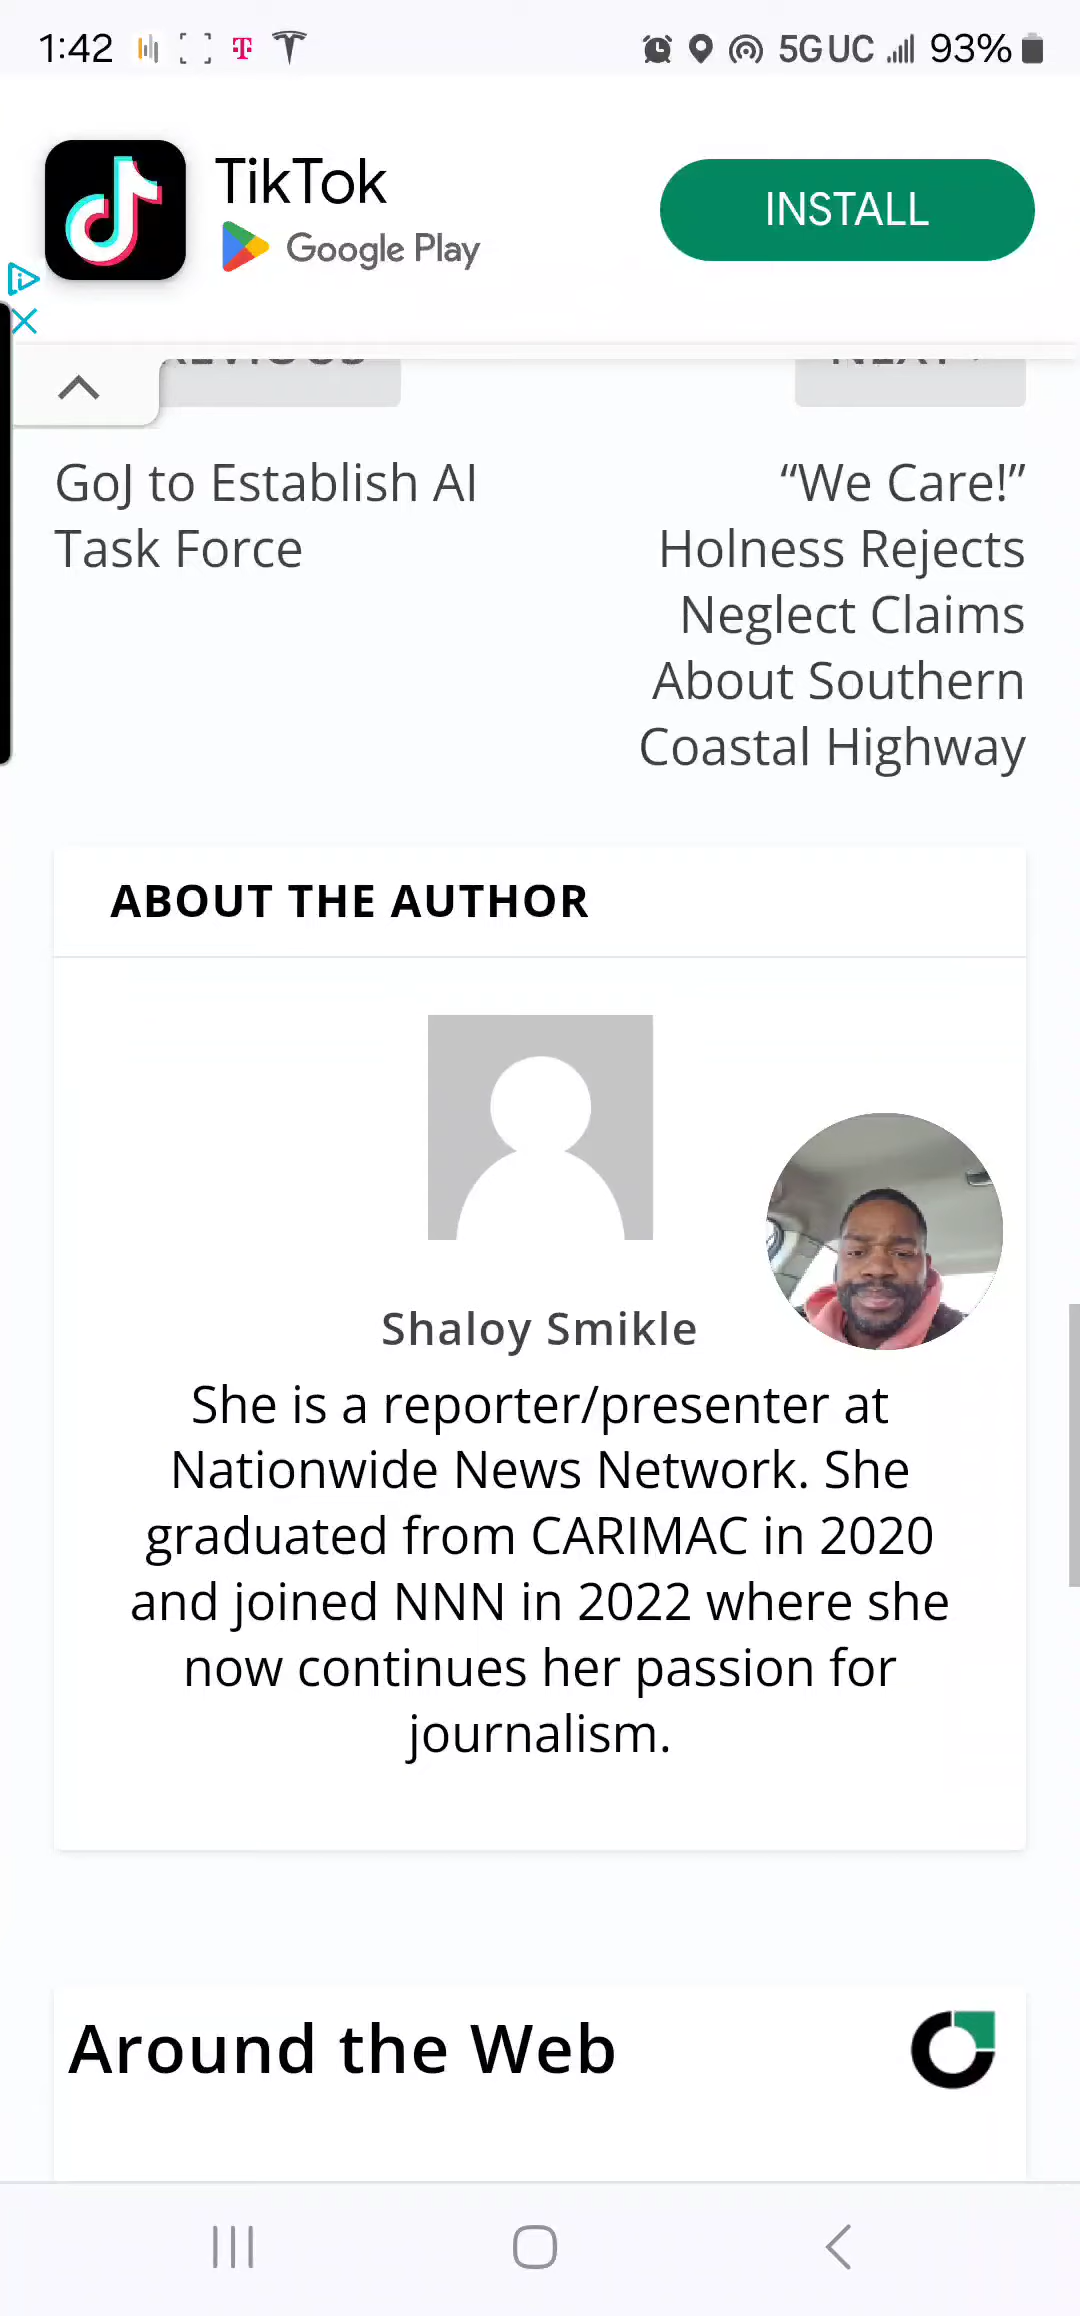 1:42
5G UC 93%
TikTok
Google Play
INSTALL
GoJ to Establish AI
Task Force
“We Care!”
Holness Rejects
Neglect Claims
About Southern
Coastal Highway
ABOUT THE AUTHOR
Shaloy Smikle
She is a reporter/presenter at
Nationwide News Network. She
graduated from CARIMAC in 2020
and joined NNN in 2022 where she
now continues her passion for
journalism.
Around the Web